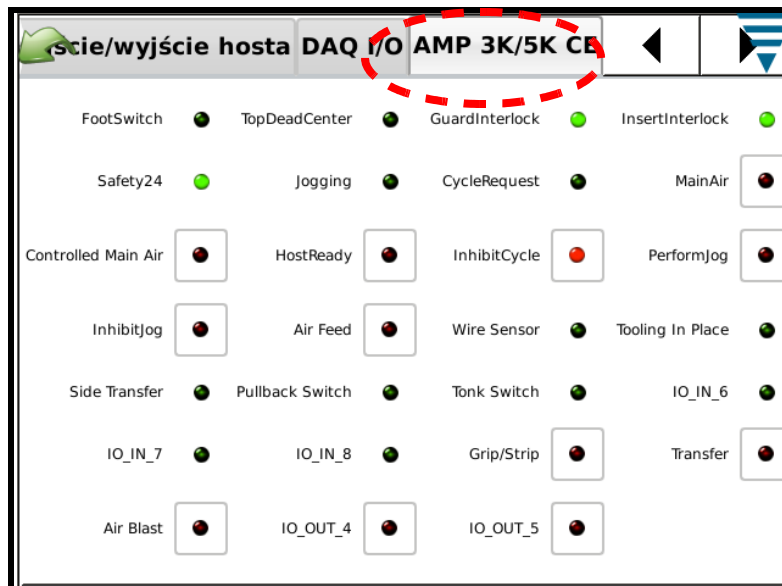 ście/wyjście hosta DAQ I/O AMP 3K/5K CE
FootSwitch TopDeadCenter GuardInterlock InsertInterlock
Safety24 Jogging CycleRequest MainAir
Controlled Main Air HostReady InhibitCycle PerformJog
InhibitJog Air Feed Wire Sensor Tooling In Place
Side Transfer Pullback Switch Tonk Switch IO_IN_6
IO_IN_7 IO_IN_8 Grip/Strip Transfer
Air Blast IO_OUT_4 IO_OUT_5